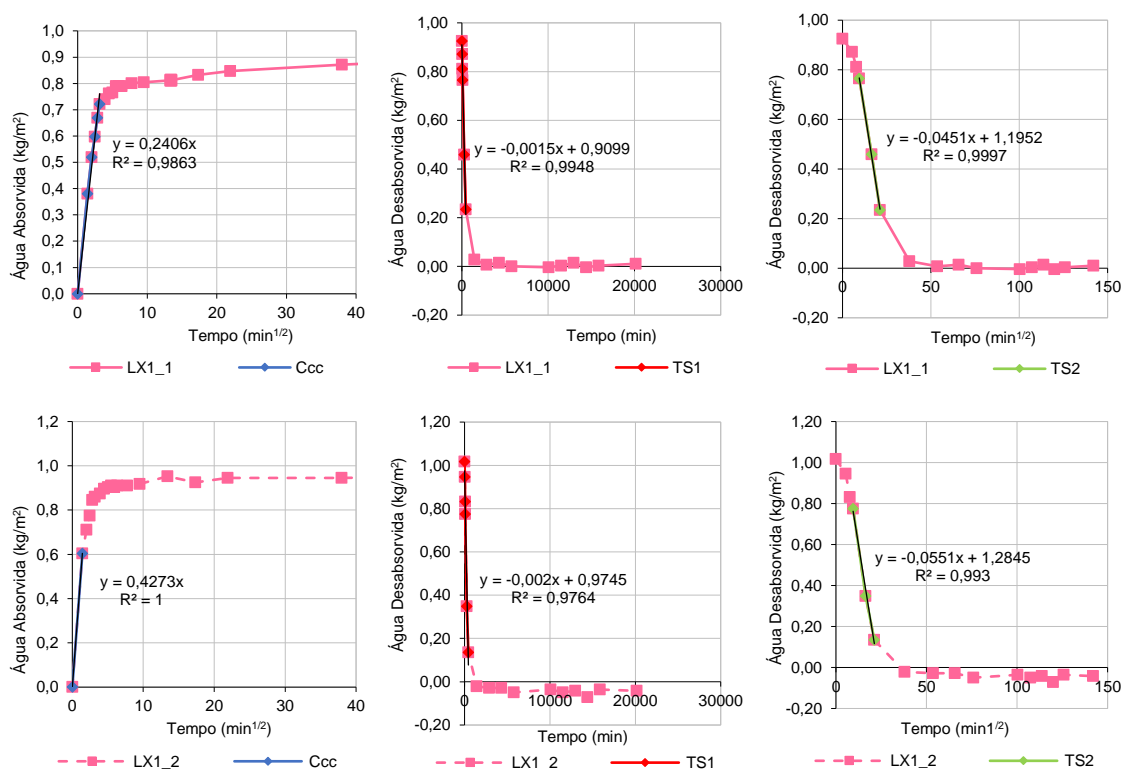 Água Absorvida (kg/m²)
1,0
0,9
0,8
0,7
0,6
0,5
0,4
0,3
0,2
0,1
0,0
y = 0,2406x
R² = 0,9863
0 10 20 30 40
Tempo (min1/2)
LX1_1 Ccc
Água Desabsorvida (kg/m²)
1,00
0,80
0,60
0,40
0,20
0,00
-0,20
y = -0,0015x + 0,9099
R² = 0,9948
0 10000 20000 30000
Tempo (min)
LX1_1 TS1
Água Desabsorvida (kg/m²)
1,00
0,80
0,60
0,40
0,20
0,00
-0,20
y = -0,0451x + 1,1952
R² = 0,9997
0 50 100 150
Tempo (min1/2)
LX1_1 TS2
Água Absorvida (kg/m²)
1,2
1,0
0,8
0,6
0,4
0,2
0,0
y = 0,4273x
R² = 1
0 10 20 30 40
Tempo (min1/2)
LX1_2 Ccc
Água Desabsorvida (kg/m²)
1,20
1,00
0,80
0,60
0,40
0,20
0,00
-0,20
y = -0,002x + 0,9745
R² = 0,9764
0 10000 20000 30000
Tempo (min)
LX1_2 TS1
Água Desabsorvida (kg/m²)
1,20
1,00
0,80
0,60
0,40
0,20
0,00
-0,20
y = -0,0551x + 1,2845
R² = 0,993
0 50 100 150
Tempo (min1/2)
LX1_2 TS2